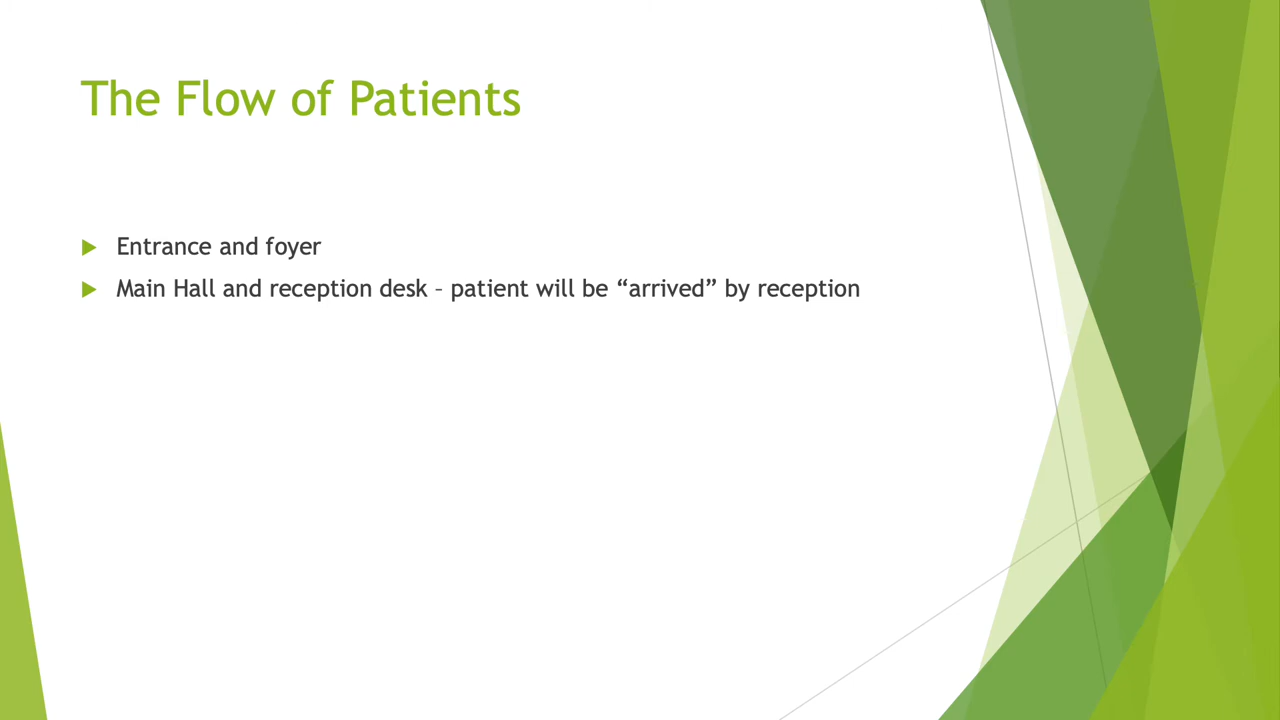 The Flow of Patients
Entrance and foyer
Main Hall and reception desk – patient will be “arrived” by reception